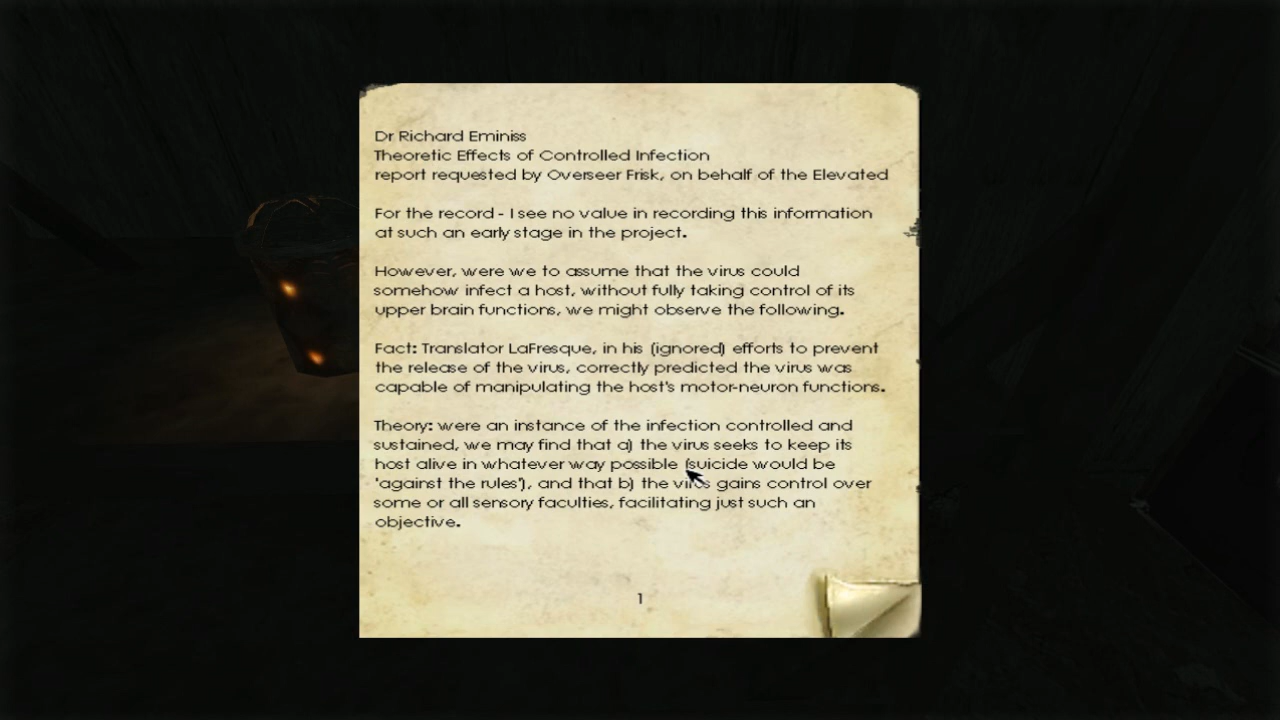 Dr Richard Eminiss
Theoretic Effects of Controlled Infection
report requested by Overseer Frisk, on behalf of the Elevated
For the record - I see no value in recording this information
at such an early stage in the project.
However, were we to assume that the virus could
somehow infect a host, without fully taking control of its
upper brain functions, we might observe the following.
Fact: Translator LaFresque, in his (ignored) efforts to prevent
the release of the virus, correctly predicted the virus was
capable of manipulating the host's motor-neuron functions.
Theory: were an instance of the infection controlled and
sustained, we may find that a) the virus seeks to keep its
host alive in whatever way possible (suicide would be
'against the rules'), and that b) the virus gains control over
some or all sensory faculties, facilitating just such an
objective.
1